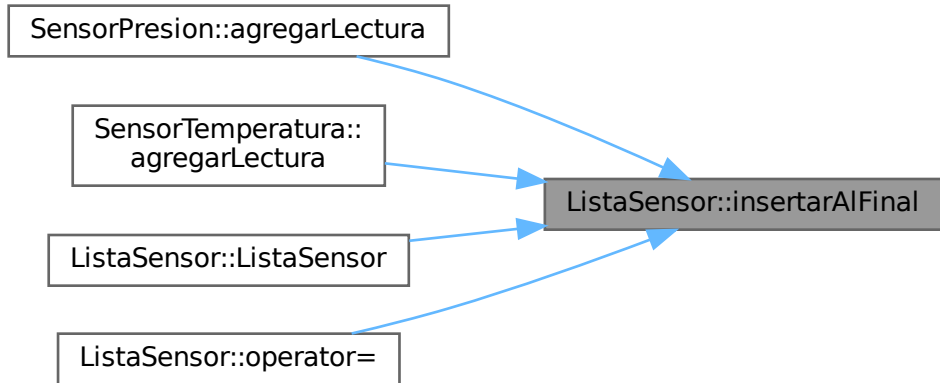 SensorPresion::agregarLectura
SensorTemperatura::
agregarLectura
ListaSensor::insertarAlFinal
ListaSensor::ListaSensor
ListaSensor::operator=